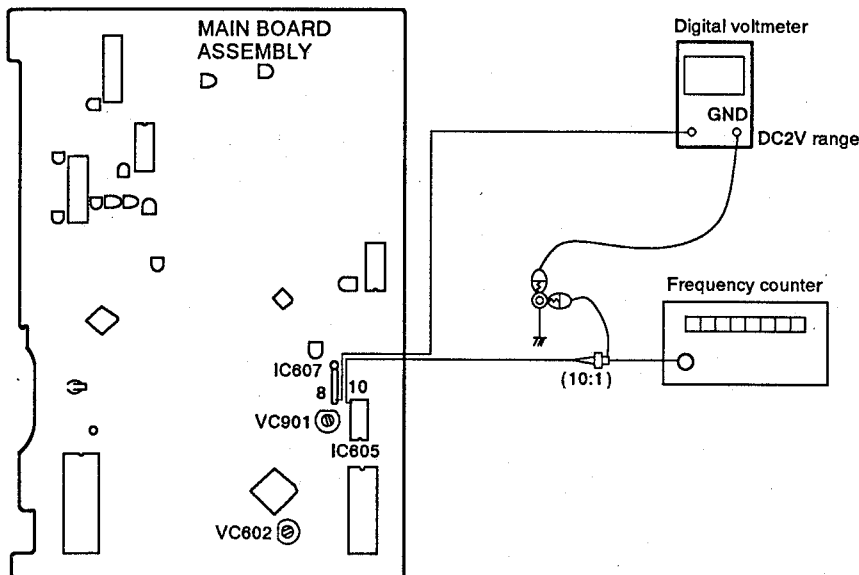 MAIN BOARD
ASSEMBLY
Digital voltmeter
GND
DC2V range
Frequency counter
IC607
8
10
(10:1)
VC901
IC605
VC602